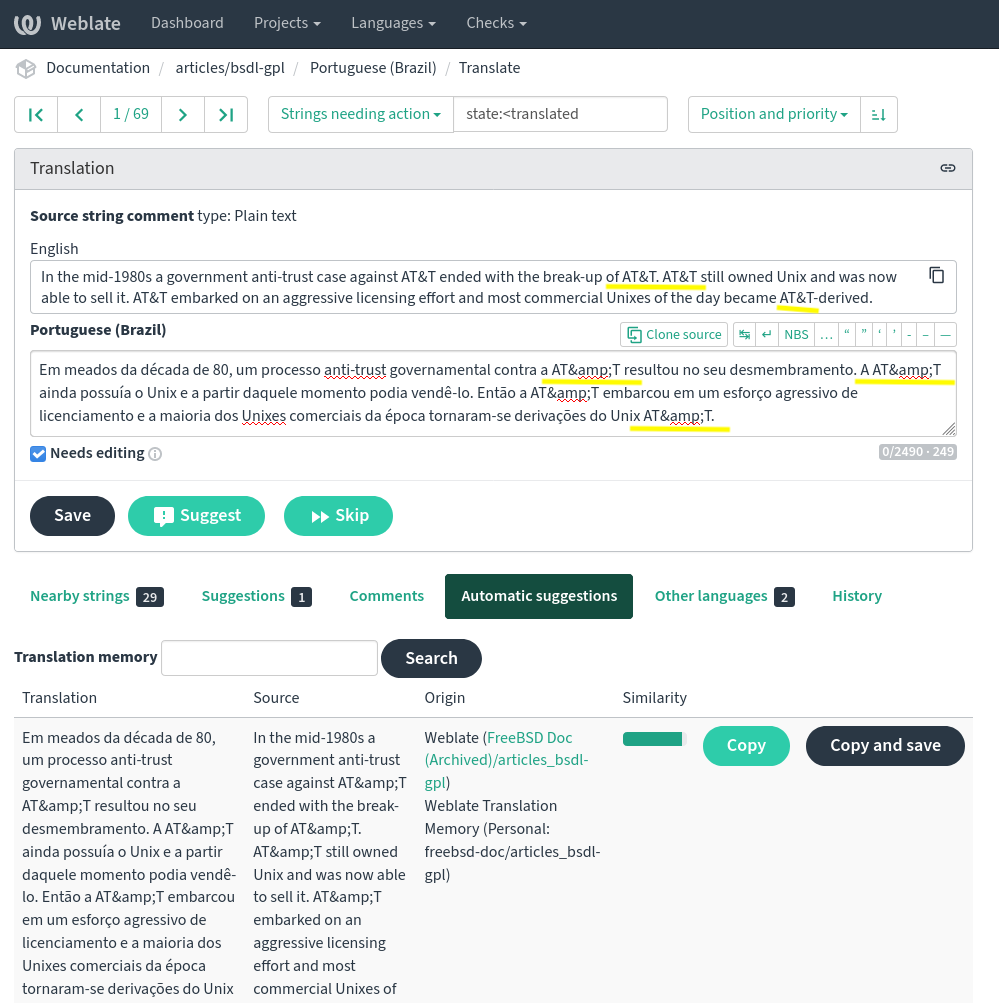 Weblate Dashboard Projects Languages Checks
Documentation / articles/bsdl-gpl / Portuguese (Brazil) / Translate
1 / 69 Strings needing action state:<translated Position and priority
Translation
Source string comment type: Plain text
English
In the mid-1980s a government anti-trust case against AT&T ended with the break-up of AT&T. AT&T still owned Unix and was now
able to sell it. AT&T embarked on an aggressive licensing effort and most commercial Unixes of the day became AT&T-derived.
Portuguese (Brazil) Clone source ↹ ↵ NBS … “ ” ‘ ’ - – —
Em meados da década de 80, um processo anti-trust governamental contra a AT&amp;T resultou no seu desmembramento. A AT&amp;T
ainda possuía o Unix e a partir daquele momento podia vendê-lo. Então a AT&amp;T embarcou em um esforço agressivo de
licenciamento e a maioria dos Unixes comerciais da época tornaram-se derivações do Unix AT&amp;T.
Needs editing 0/2490 · 249
Save Suggest Skip
Nearby strings 29 Suggestions 1 Comments Automatic suggestions Other languages 2 History
Translation memory Search
Translation Source Origin Similarity
Em meados da década de 80,
um processo anti-trust
governamental contra a
AT&amp;T resultou no seu
desmembramento. A AT&amp;T
ainda possuía o Unix e a partir
daquele momento podia vendê-
lo. Então a AT&amp;T embarcou
em um esforço agressivo de
licenciamento e a maioria dos
Unixes comerciais da época
tornaram-se derivações do Unix
In the mid-1980s a
government anti-trust
case against AT&amp;T
ended with the break-
up of AT&amp;T.
AT&amp;T still owned
Unix and was now able
to sell it. AT&amp;T
embarked on an
aggressive licensing
effort and most
commercial Unixes of
Weblate (FreeBSD Doc
(Archived)/articles_bsdl-
gpl)
Weblate Translation
Memory (Personal:
freebsd-doc/articles_bsdl-
gpl)
Copy Copy and save